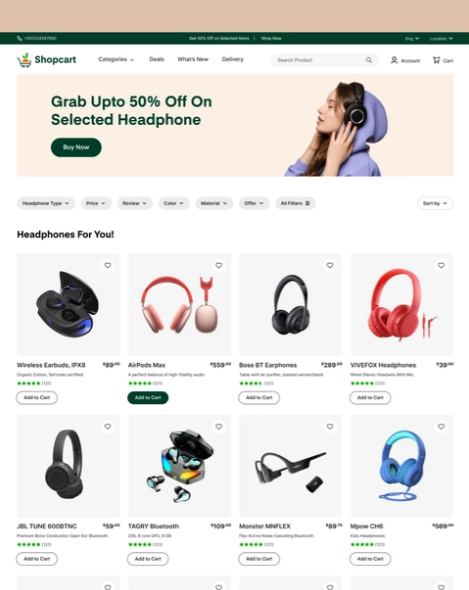 +001234567890
Get 50% Off on Selected Items | Shop Now
Eng
Location
Shopcart
Categories
Deals
What's New
Delivery
Search Product
Account
Cart
Grab Upto 50% Off On
Selected Headphone
Buy Now
Headphone Type
Price
Review
Color
Material
Offer
All Filters
Sort by
Headphones For You!
Wireless Earbuds, IPX8 $89.00
Organic Cotton, fairtrade certified
(121)
Add to Cart
AirPods Max $559.00
A perfect balance of high-fidelity audio
(121)
Add to Cart
Bose BT Earphones $289.00
Table with air purifier, stained veneer/black
(121)
Add to Cart
VIVEFOX Headphones $39.00
Wired Stereo Headsets With Mic
(121)
Add to Cart
JBL TUNE 600BTNC $59.00
Premium Bone Conduction Open Ear Bluetooth
(121)
Add to Cart
TAGRY Bluetooth $109.00
256, 8 core GPU, 8 GB
(121)
Add to Cart
Monster MNFLEX $89.78
Flex Active Noise Canceling Bluetooth
(121)
Add to Cart
Mpow CH6 $569.00
Kids Headphones
(121)
Add to Cart